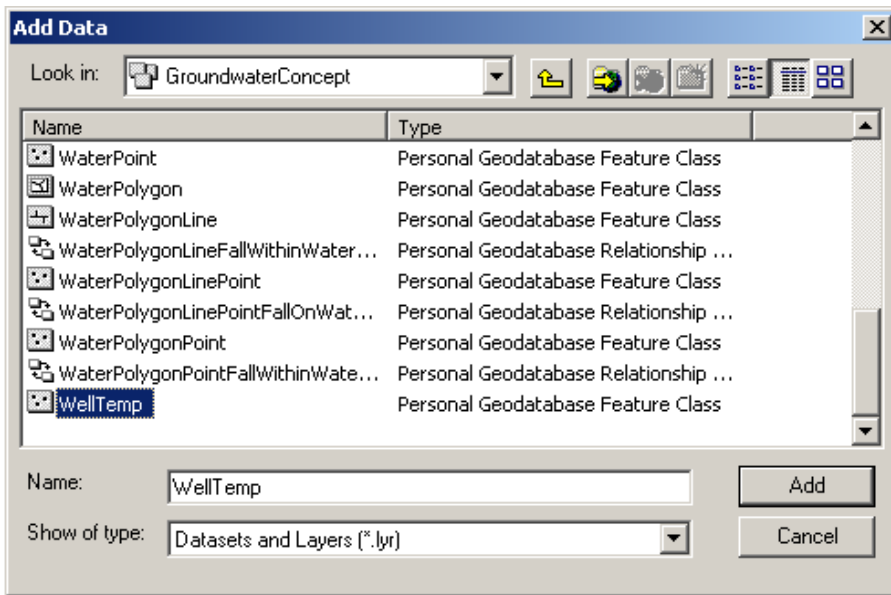 Add Data
Look in: GroundwaterConcept
Name Type
WaterPoint Personal Geodatabase Feature Class
WaterPolygon Personal Geodatabase Feature Class
WaterPolygonLine Personal Geodatabase Feature Class
WaterPolygonLineFallWithinWater... Personal Geodatabase Relationship ...
WaterPolygonLinePoint Personal Geodatabase Feature Class
WaterPolygonLinePointFallOnWat... Personal Geodatabase Relationship ...
WaterPolygonPoint Personal Geodatabase Feature Class
WaterPolygonPointFallWithinWate... Personal Geodatabase Relationship ...
WellTemp Personal Geodatabase Feature Class
Name: WellTemp Add
Show of type: Datasets and Layers (*.lyr) Cancel